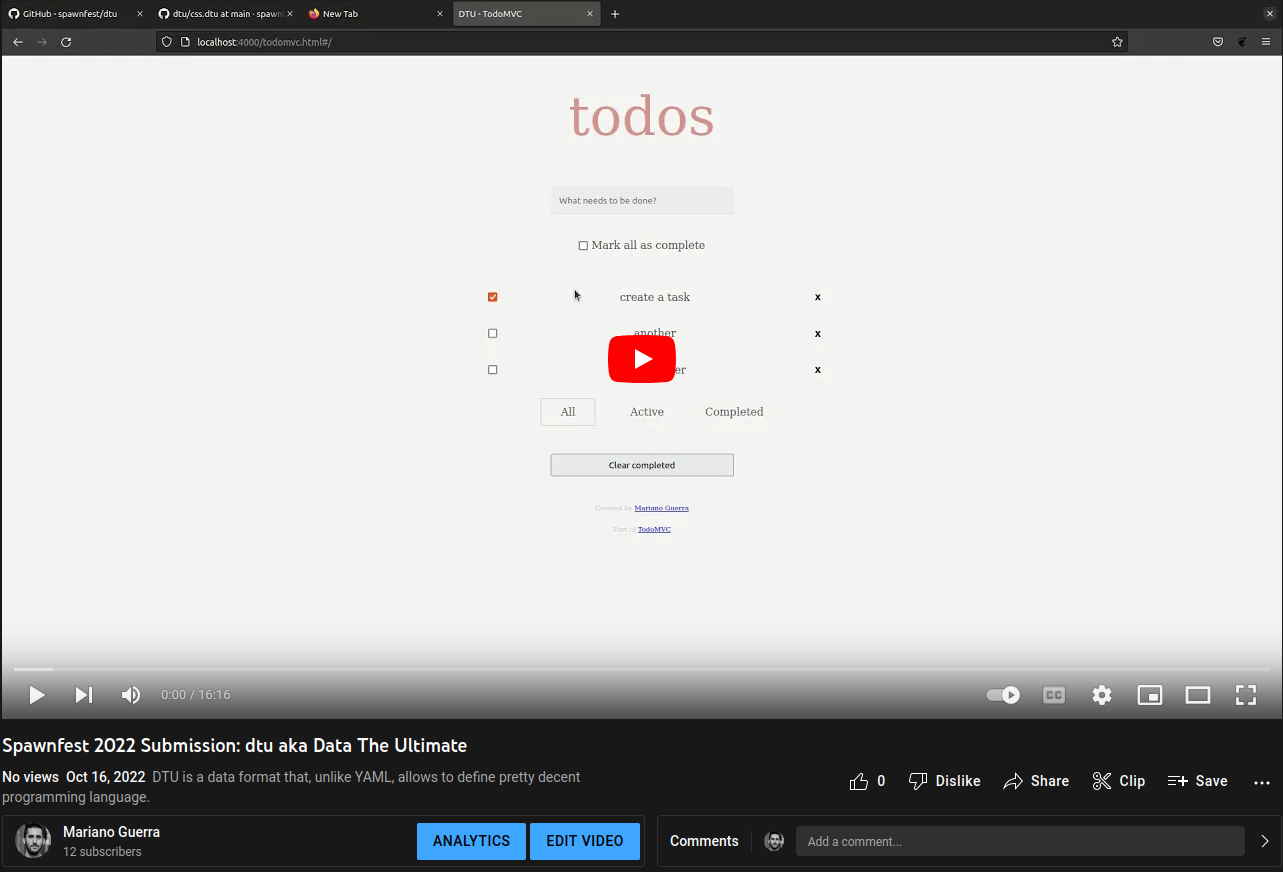 GitHub - spawnfest/dtu
dtu/css.dtu at main · spawn
New Tab
DTU - TodoMVC
localhost:4000/todomvc.html#/
todos
What needs to be done?
Mark all as complete
create a task
x
another
x
er
x
All
Active
Completed
Clear completed
Created by Mariano Guerra
Part of TodoMVC
0:00 / 16:16
CC
Spawnfest 2022 Submission: dtu aka Data The Ultimate
No views Oct 16, 2022 DTU is a data format that, unlike YAML, allows to define pretty decent
programming language.
0
Dislike
Share
Clip
Save
Mariano Guerra
12 subscribers
ANALYTICS
EDIT VIDEO
Comments
Add a comment...